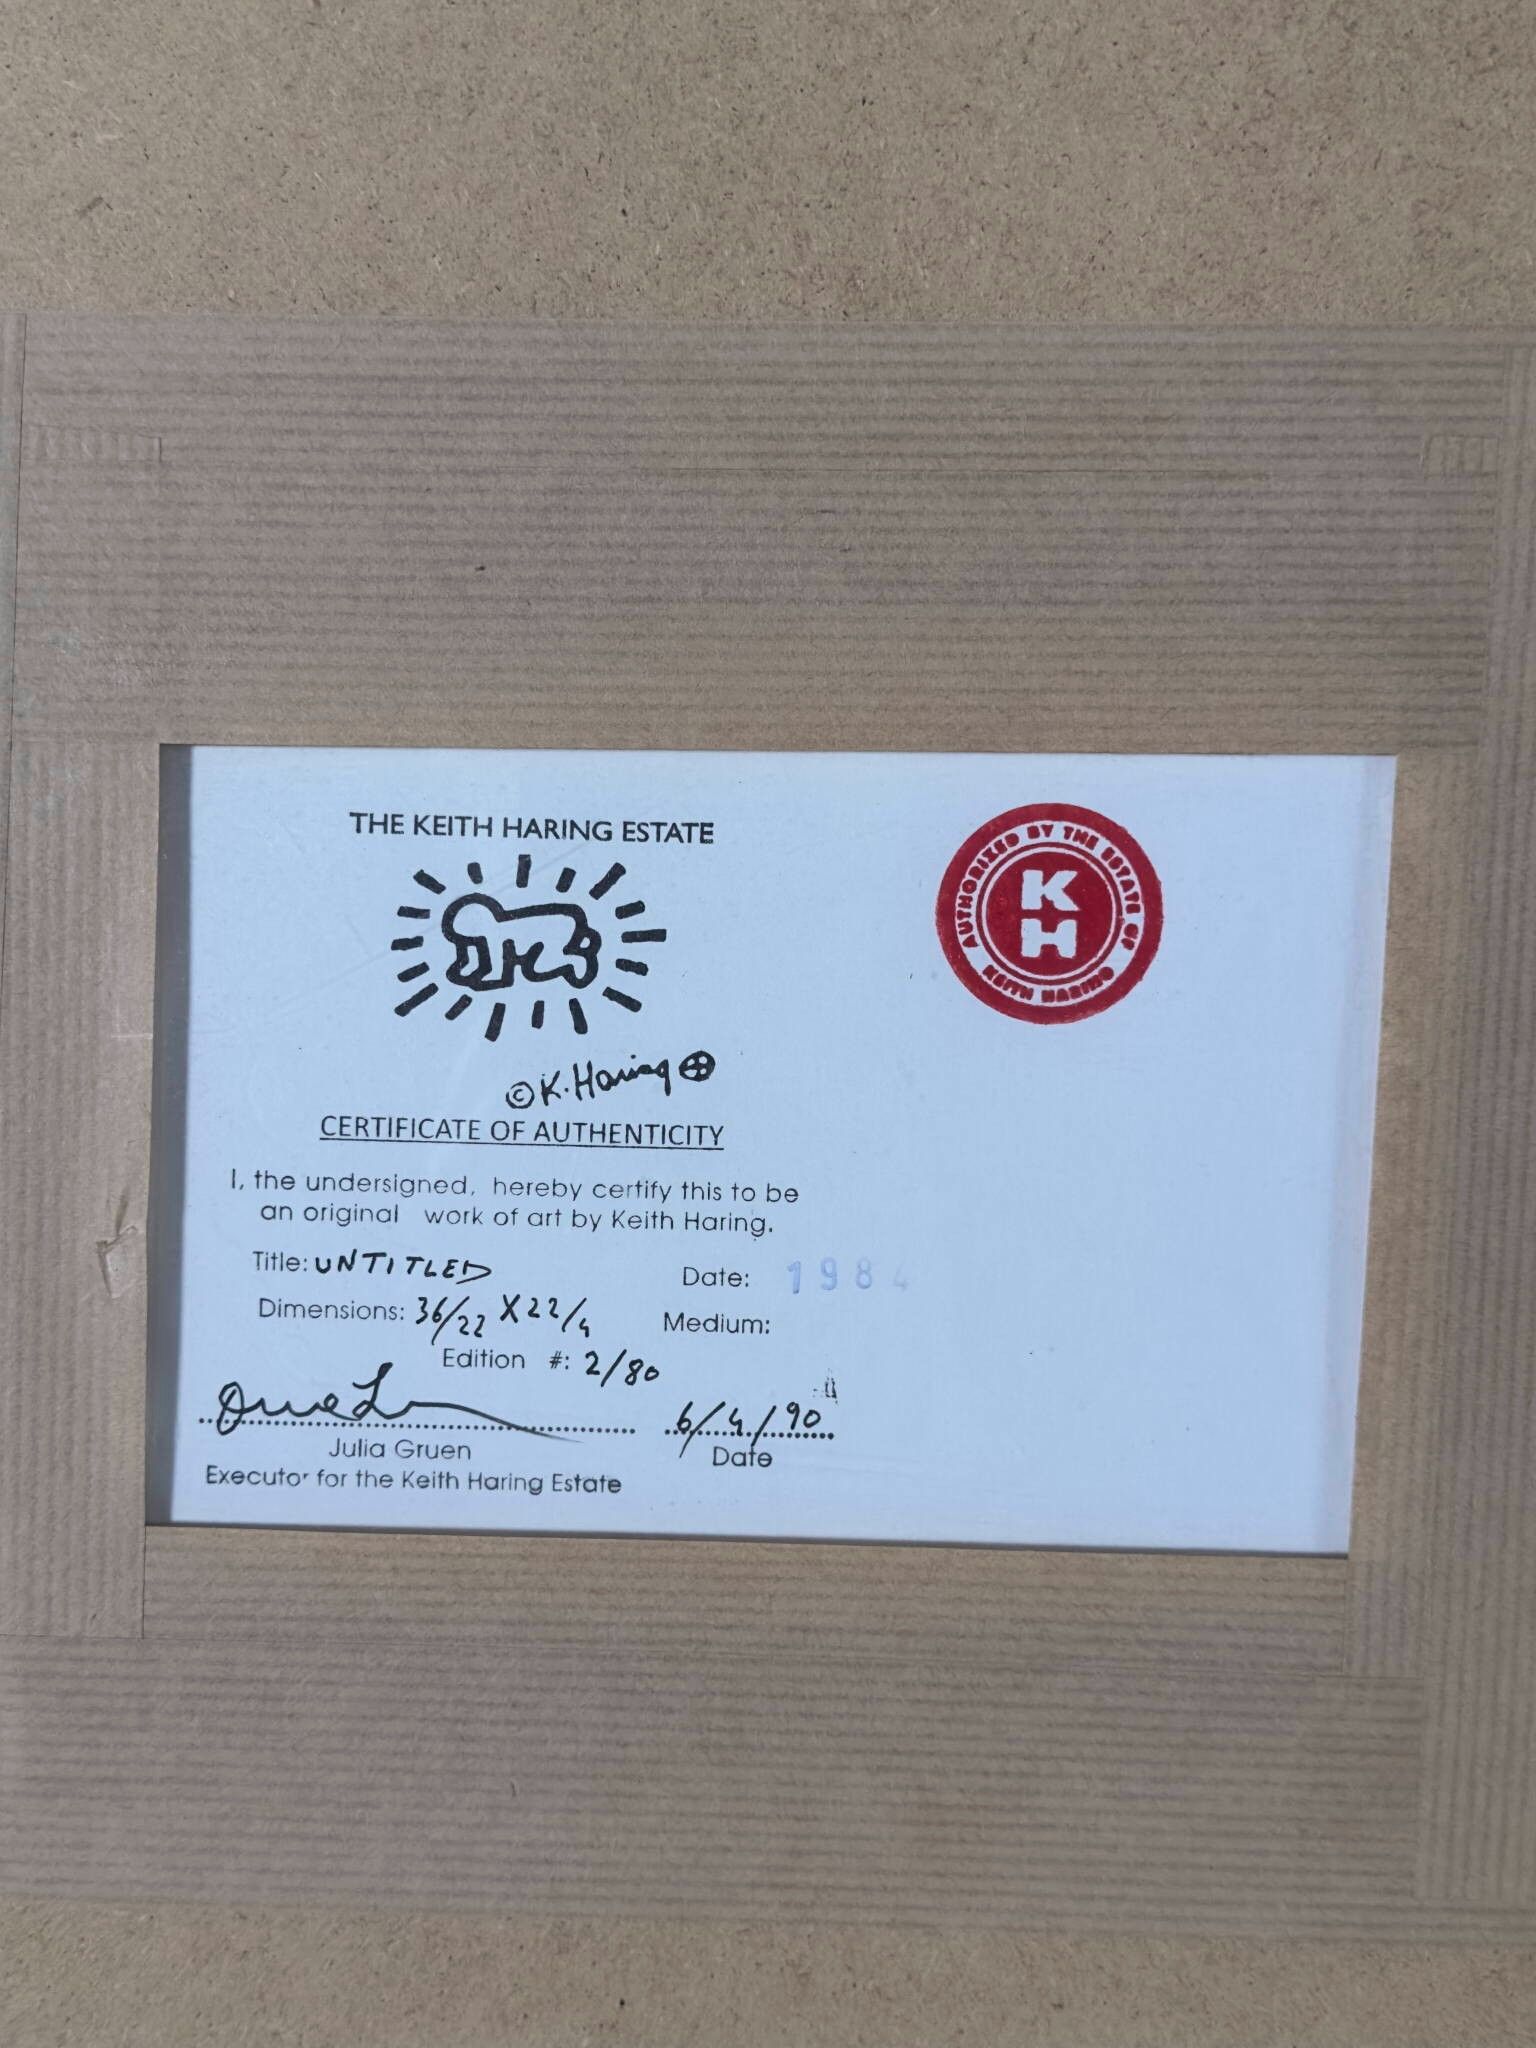 THE KEITH HARING ESTATE
AUTHORIZED BY THE ESTATE OF
KEITH HARING
K
H
© K. Haring
CERTIFICATE OF AUTHENTICITY
I, the undersigned, hereby certify this to be
an original work of art by Keith Haring.
Title: UNTITLED
Date: 1984
Dimensions: 36/22 X 22/4
Medium:
Edition #: 2/80
6/4/90
Julia Gruen
Date
Executor for the Keith Haring Estate